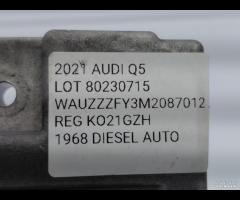 2021 AUDI Q5
LOT 80230715
WAUZZZFY3M2087012
REG KO21GZH
1968 DIESEL AUTO